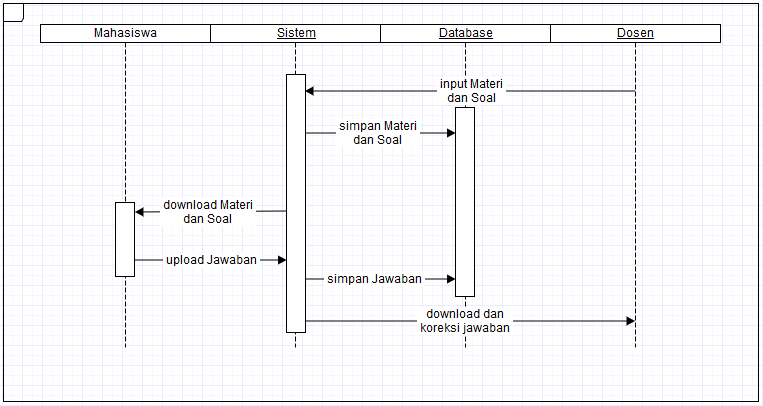 Mahasiswa
Sistem
Database
Dosen
input Materi
dan Soal
simpan Materi
dan Soal
download Materi
dan Soal
upload Jawaban
simpan Jawaban
download dan
koreksi jawaban